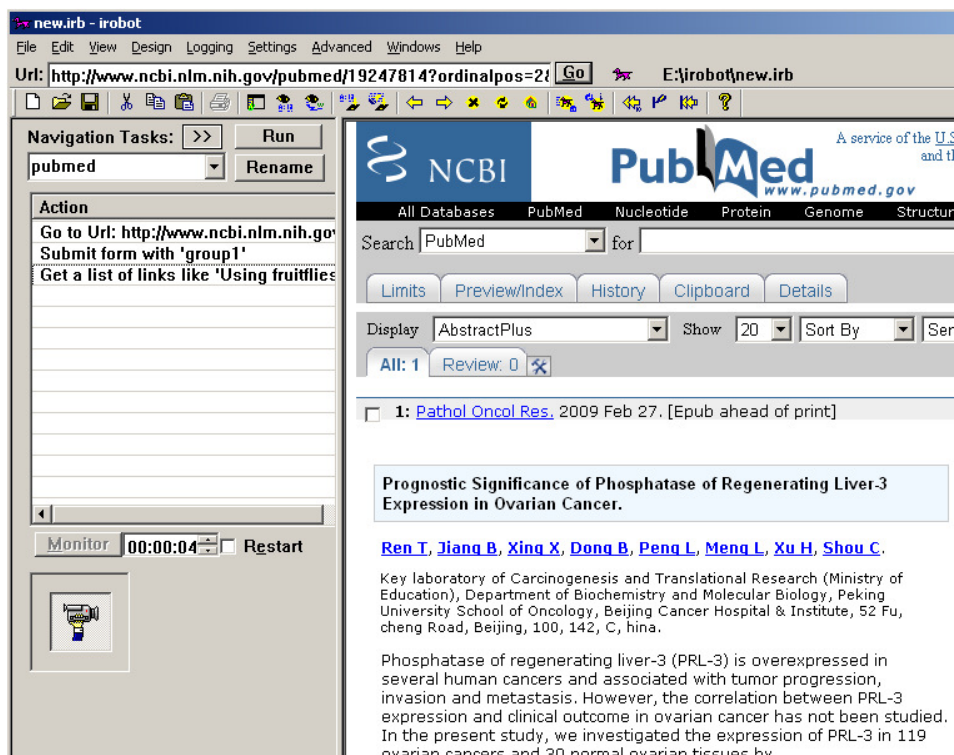 new.irb - irobot
File Edit View Design Logging Settings Advanced Windows Help
Url: http://www.ncbi.nlm.nih.gov/pubmed/19247814?ordinalpos=2& Go E:\irobot\new.irb
Navigation Tasks: >> Run
pubmed Rename
Action
Go to Url: http://www.ncbi.nlm.nih.gov
Submit form with 'group1'
Get a list of links like 'Using fruitflies
Monitor 00:00:04 Restart
NCBI PubMed
www.pubmed.gov
A service of the U.S
and th
All Databases PubMed Nucleotide Protein Genome Structur
Search PubMed for
Limits Preview/Index History Clipboard Details
Display AbstractPlus Show 20 Sort By Ser
All: 1 Review: 0
1: Pathol Oncol Res. 2009 Feb 27. [Epub ahead of print]
Prognostic Significance of Phosphatase of Regenerating Liver-3
Expression in Ovarian Cancer.
Ren T, Jiang B, Xing X, Dong B, Peng L, Meng L, Xu H, Shou C.
Key laboratory of Carcinogenesis and Translational Research (Ministry of
Education), Department of Biochemistry and Molecular Biology, Peking
University School of Oncology, Beijing Cancer Hospital & Institute, 52 Fu,
cheng Road, Beijing, 100, 142, C, hina.
Phosphatase of regenerating liver-3 (PRL-3) is overexpressed in
several human cancers and associated with tumor progression,
invasion and metastasis. However, the correlation between PRL-3
expression and clinical outcome in ovarian cancer has not been studied.
In the present study, we investigated the expression of PRL-3 in 119
ovarian cancers and 30 normal ovarian tissues by